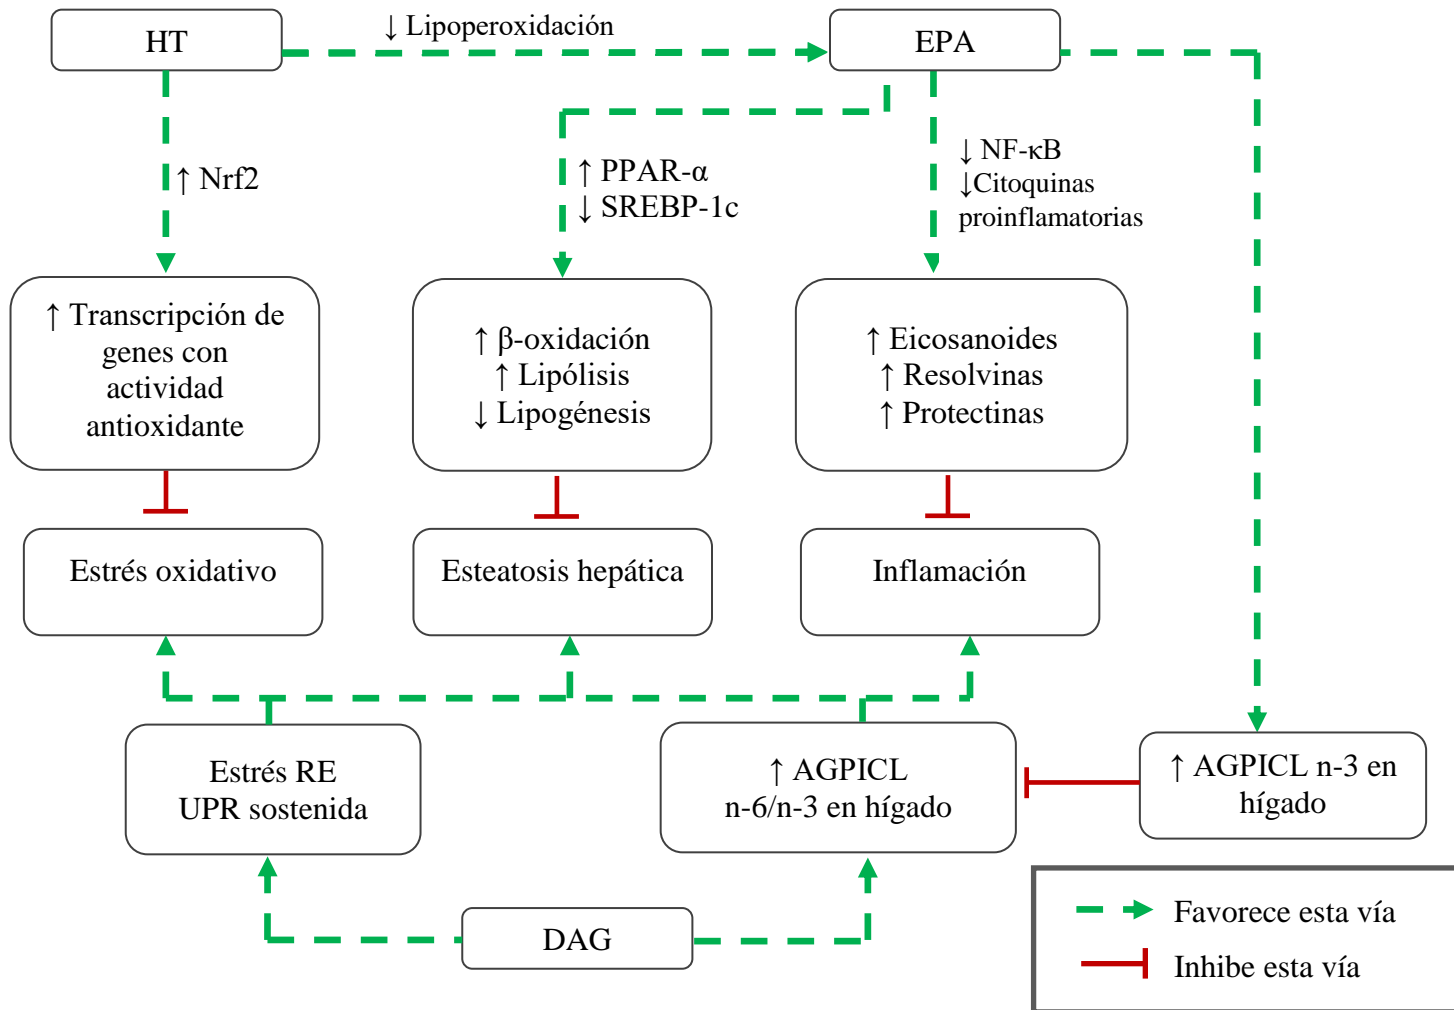 HT
↓ Lipoperoxidación
EPA
↑ Nrf2
↑ PPAR-α
↓ SREBP-1c
↓ NF-κB
↓Citoquinas
proinflamatorias
↑ Transcripción de
genes con
actividad
antioxidante
↑ β-oxidación
↑ Lipólisis
↓ Lipogénesis
↑ Eicosanoides
↑ Resolvinas
↑ Protectinas
Estrés oxidativo
Esteatosis hepática
Inflamación
Estrés RE
UPR sostenida
↑ AGPICL
n-6/n-3 en hígado
↑ AGPICL n-3 en
hígado
DAG
Favorece esta vía
Inhibe esta vía